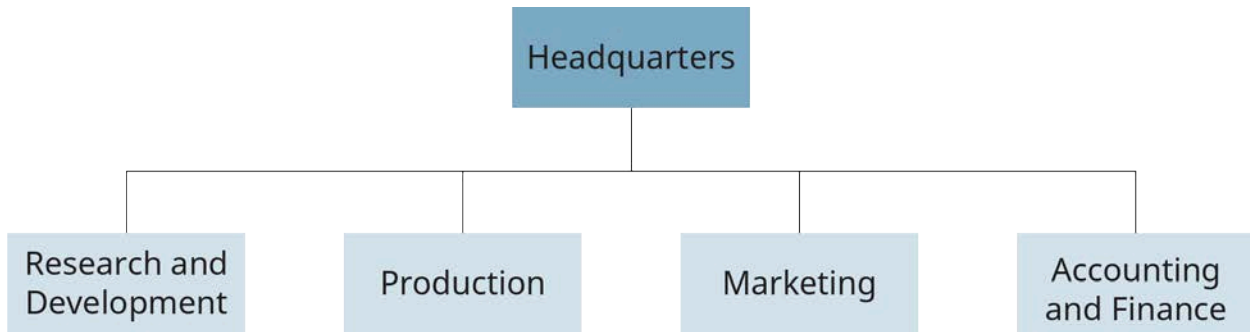 Headquarters
Research and
Development
Production
Marketing
Accounting
and Finance